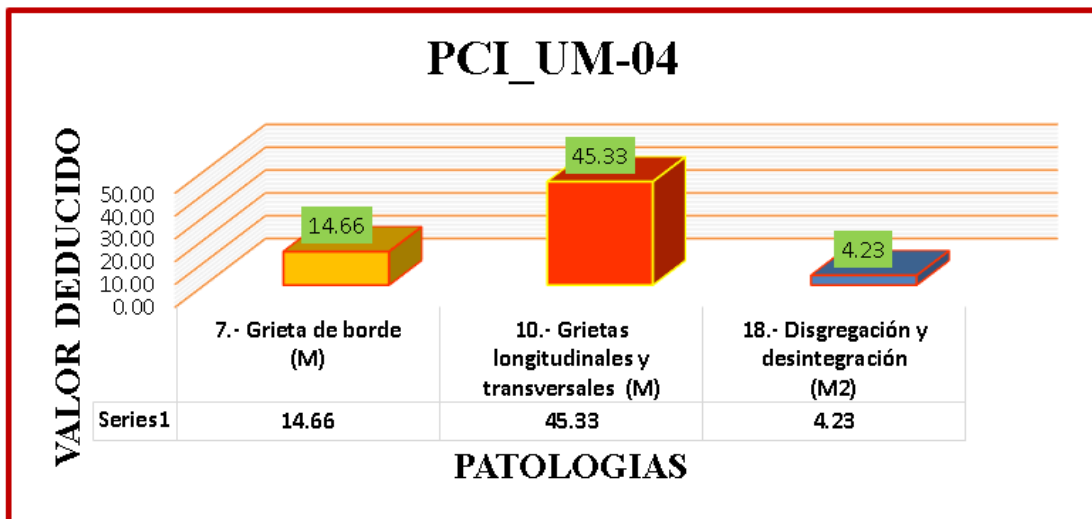 PCI_UM-04
VALOR DEDUCIDO
50.00
40.00
30.00
20.00
10.00
0.00
14.66
45.33
4.23
7.- Grieta de borde
(M)
10.- Grietas
longitudinales y
transversales (M)
18.- Disgregación y
desintegración
(M2)
Series1 14.66 45.33 4.23
PATOLOGIAS